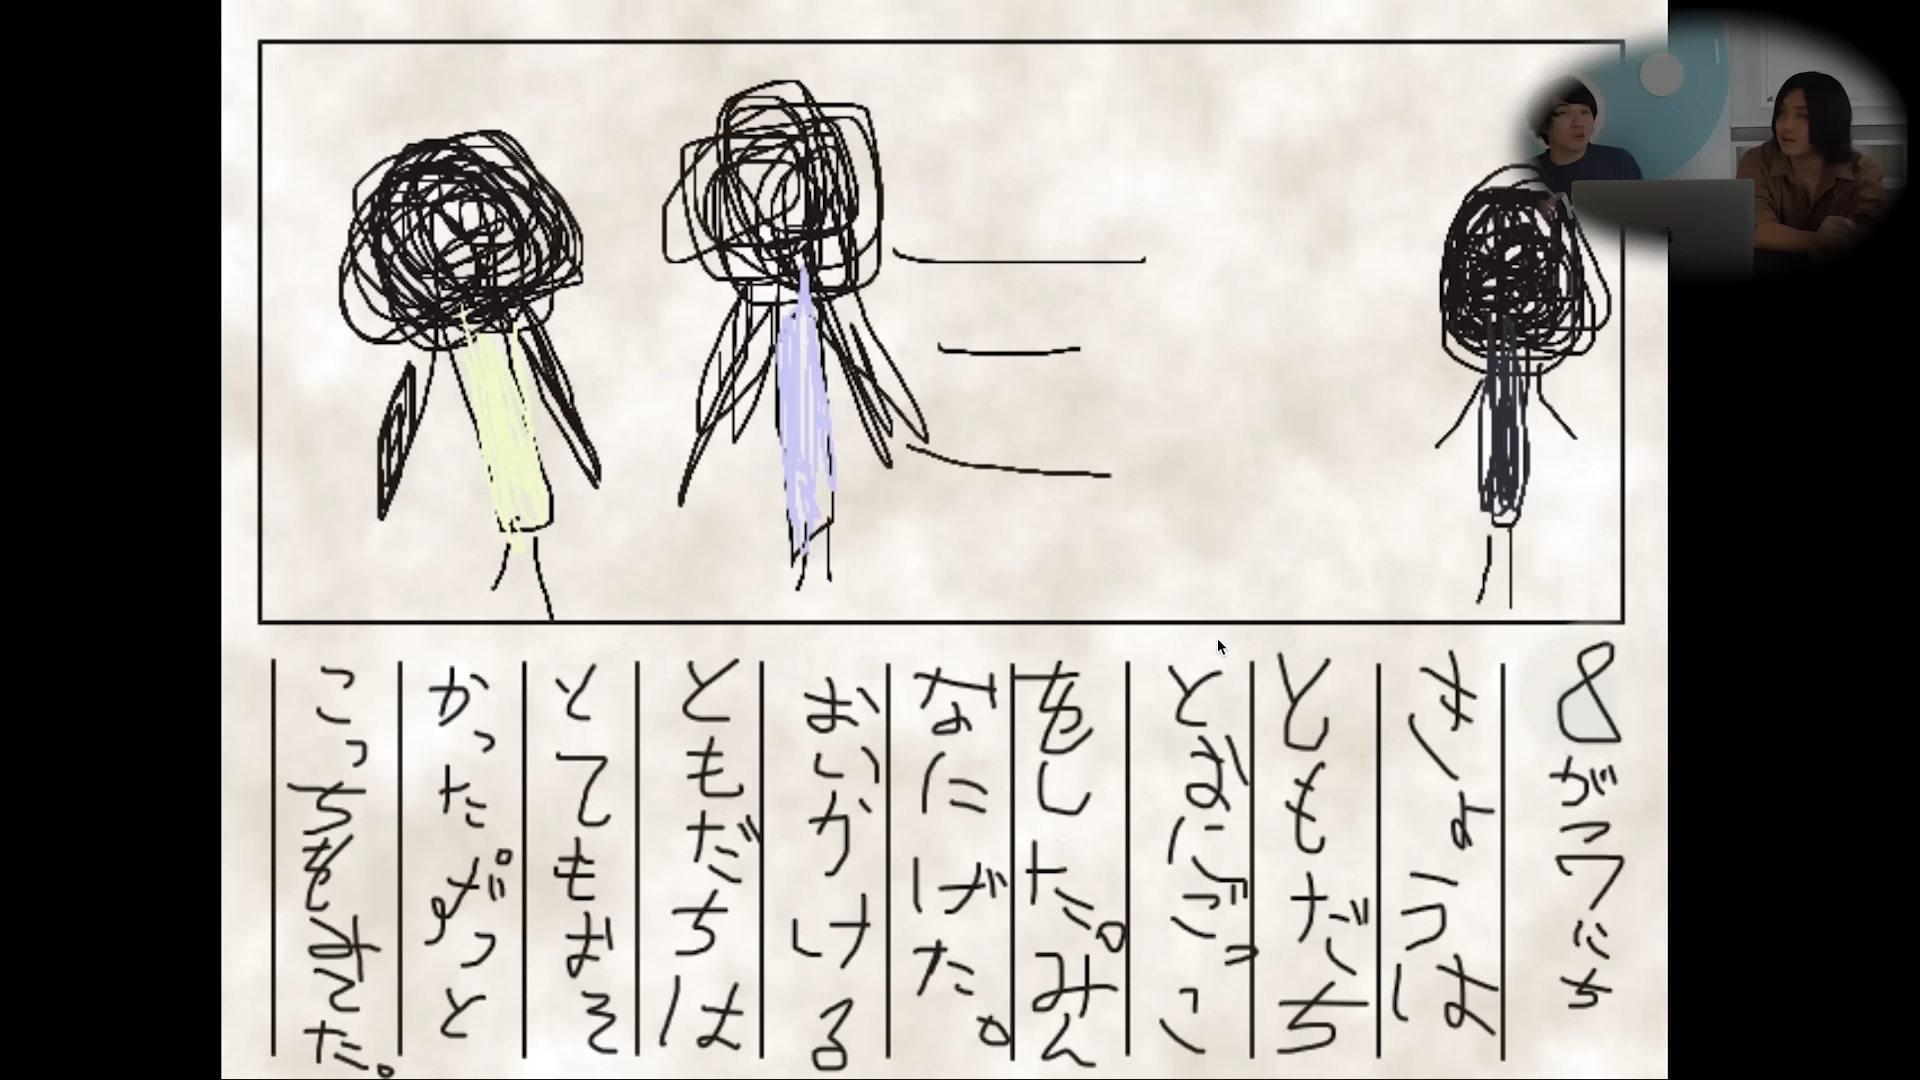 8がつ7にち
きょうは
ともだち
とおにごっこ
をした。みん
なにげた。
おいかける
ともだちは
とてもおそ
かった。ずっと
こっちをみてた。